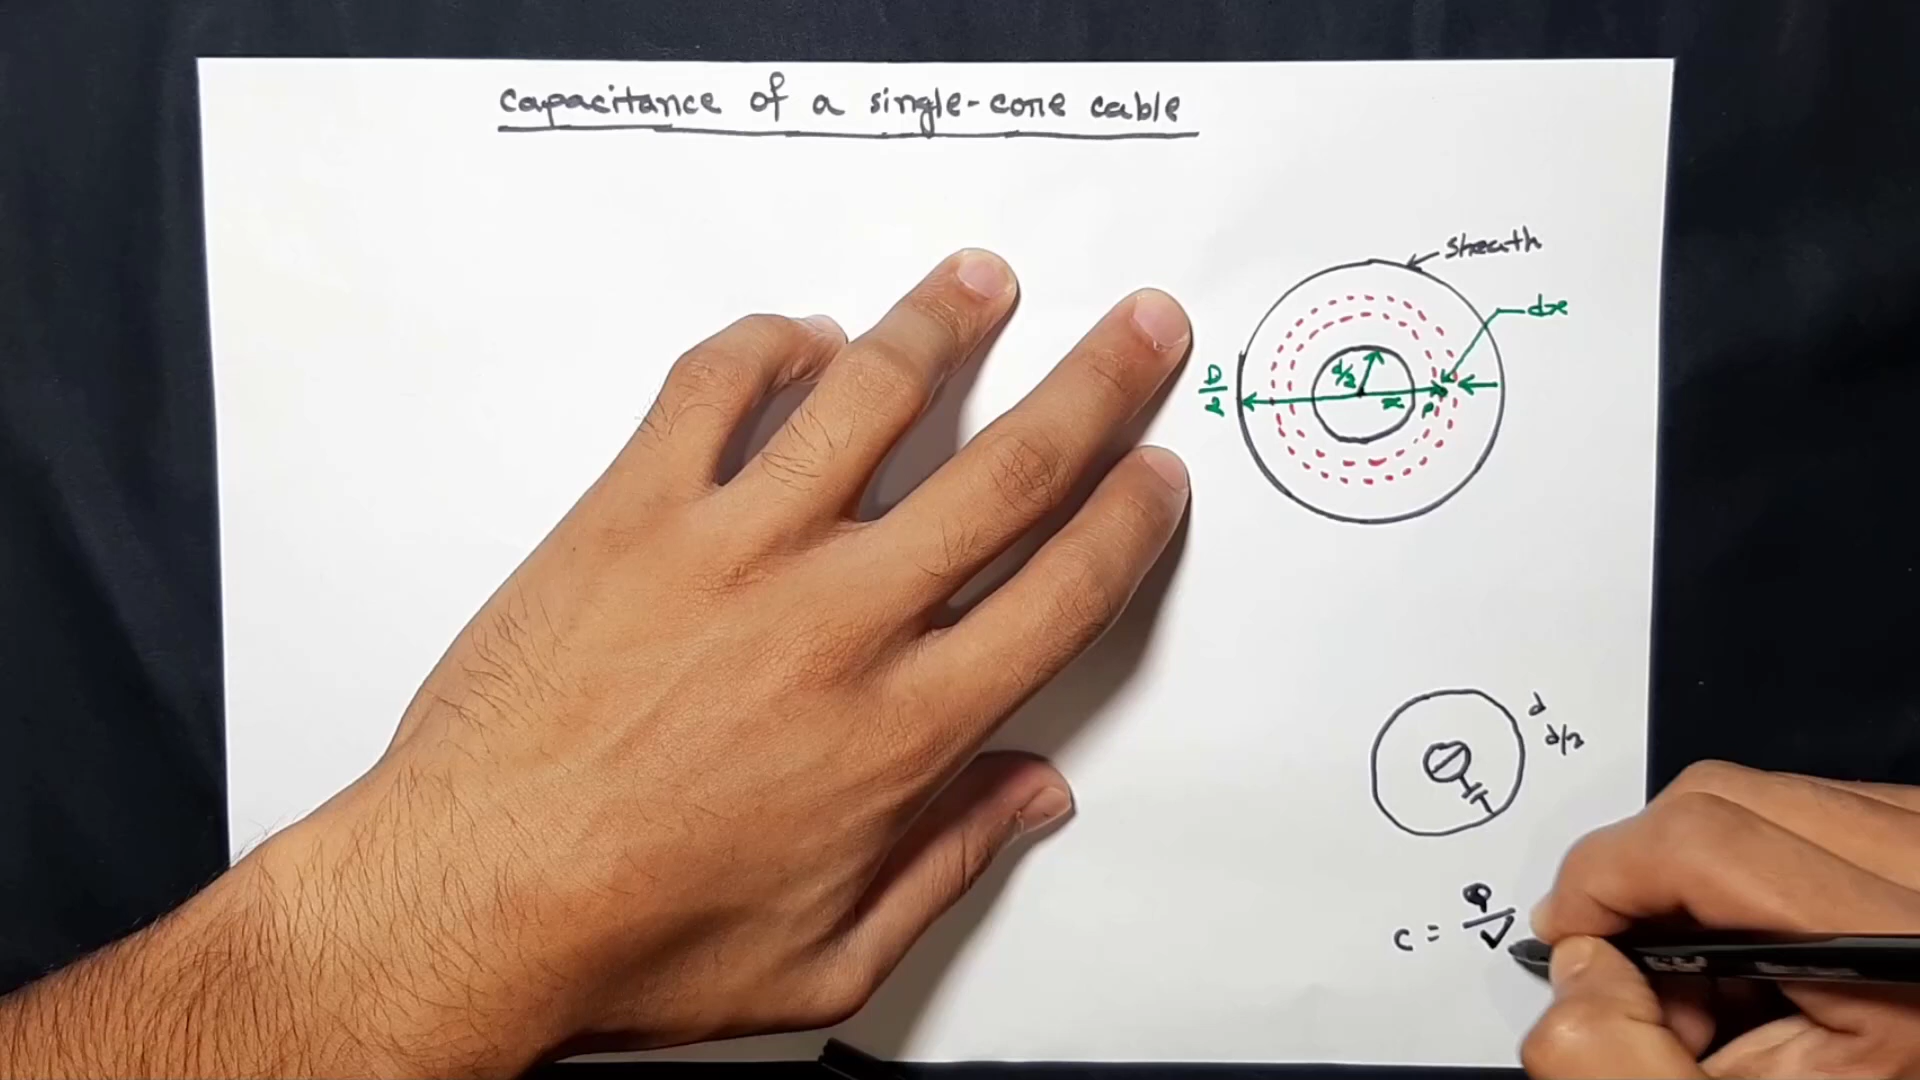 capacitance of a single-core cable
sheath
dx
D/2
d/2
x
P
d
d/2
c = Q/V